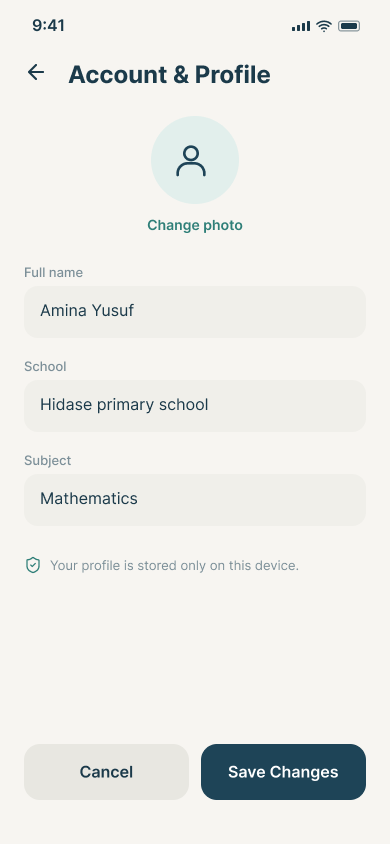 9:41
Account & Profile
Change photo
Full name
Amina Yusuf
School
Hidase primary school
Subject
Mathematics
Your profile is stored only on this device.
Cancel
Save Changes